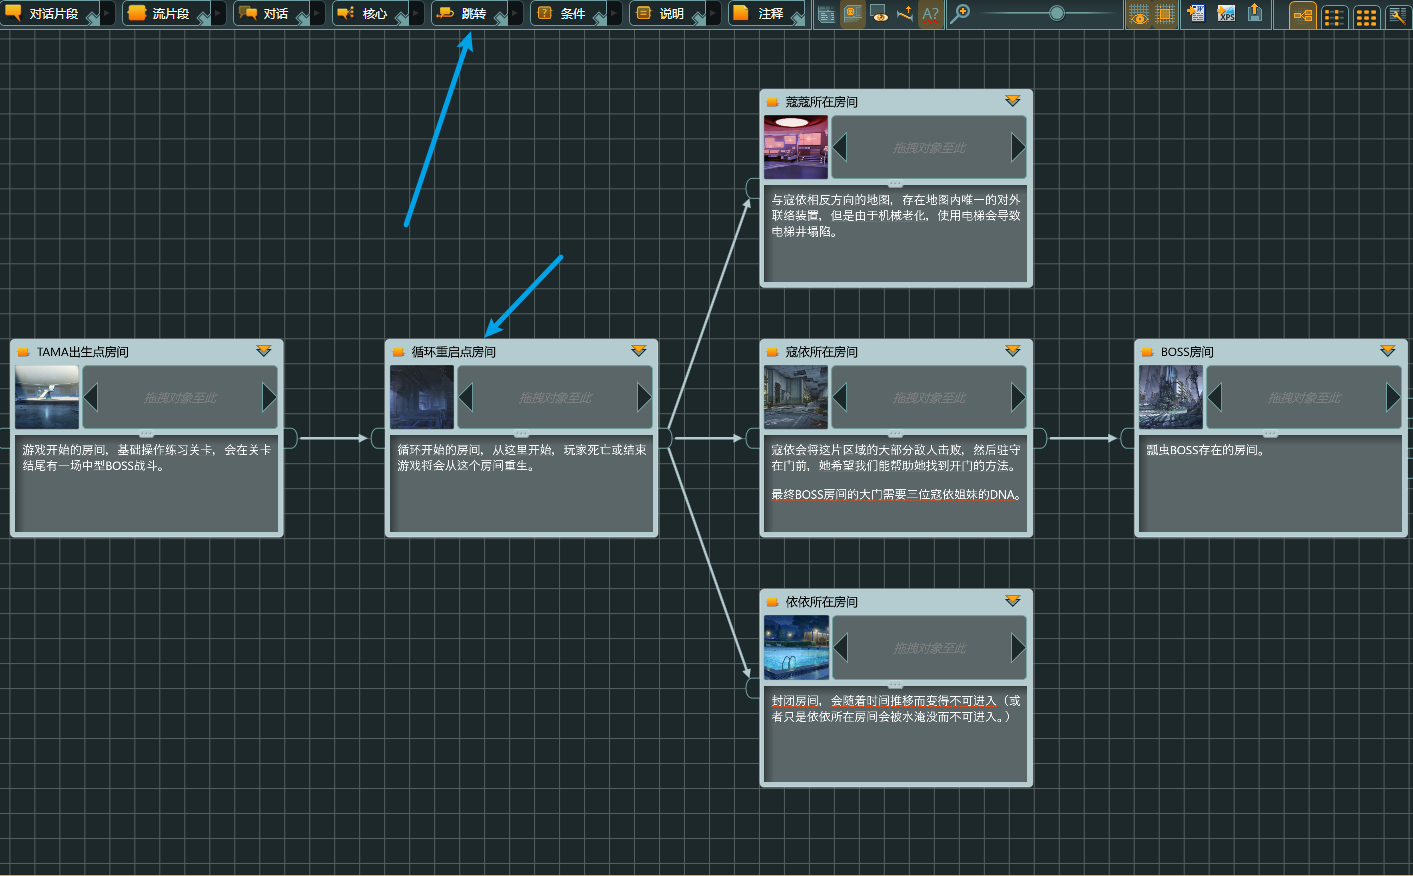 对话片段
流片段
对话
核心
跳转
条件
说明
注释
A?
XPS
蔻蔻所在房间
拖拽对象至此
与寇依相反方向的地图，存在地图内唯一的对外
联络装置，但是由于机械老化，使用电梯会导致
电梯井塌陷。
TAMA出生点房间
拖拽对象至此
游戏开始的房间，基础操作练习关卡，会在关卡
结尾有一场中型BOSS战斗。
循环重启点房间
拖拽对象至此
循环开始的房间，从这里开始，玩家死亡或结束
游戏将会从这个房间重生。
寇依所在房间
拖拽对象至此
寇依会将这片区域的大部分敌人击败，然后驻守
在门前，她希望我们能帮助她找到开门的方法。
最终BOSS房间的大门需要三位寇依姐妹的DNA。
BOSS房间
拖拽对象至此
瓢虫BOSS存在的房间。
依依所在房间
拖拽对象至此
封闭房间，会随着时间推移而变得不可进入（或
者只是依依所在房间会被水淹没而不可进入。）